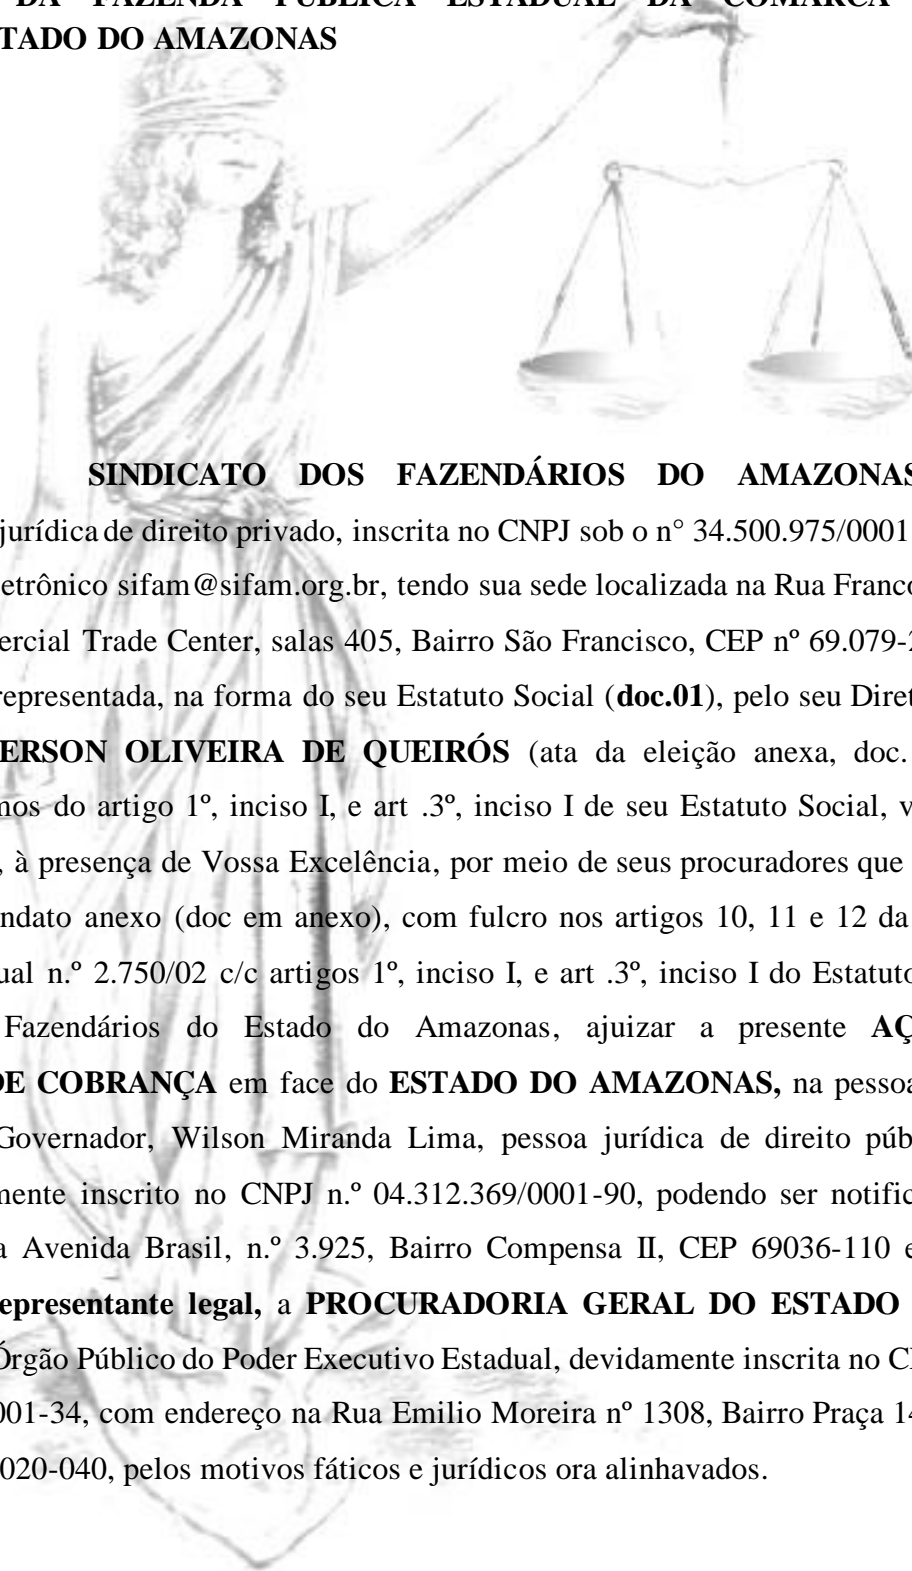 DA FAZENDA PÚBLICA ESTADUAL DA COMARCA
TADO DO AMAZONAS
SINDICATO DOS FAZENDÁRIOS DO AMAZONAS
jurídica de direito privado, inscrita no CNPJ sob o n° 34.500.975/0001
etrônico sifam@sifam.org.br, tendo sua sede localizada na Rua Franco
ercial Trade Center, salas 405, Bairro São Francisco, CEP nº 69.079-2
representada, na forma do seu Estatuto Social (doc.01), pelo seu Diret
ERSON OLIVEIRA DE QUEIRÓS (ata da eleição anexa, doc.
mos do artigo 1º, inciso I, e art .3º, inciso I de seu Estatuto Social, v
, à presença de Vossa Excelência, por meio de seus procuradores que
ndato anexo (doc em anexo), com fulcro nos artigos 10, 11 e 12 da
ual n.º 2.750/02 c/c artigos 1º, inciso I, e art .3º, inciso I do Estatuto
Fazendários do Estado do Amazonas, ajuizar a presente AÇ
DE COBRANÇA em face do ESTADO DO AMAZONAS, na pessoa
Governador, Wilson Miranda Lima, pessoa jurídica de direito púb
mente inscrito no CNPJ n.º 04.312.369/0001-90, podendo ser notific
a Avenida Brasil, n.º 3.925, Bairro Compensa II, CEP 69036-110 e
epresentante legal, a PROCURADORIA GERAL DO ESTADO
Órgão Público do Poder Executivo Estadual, devidamente inscrita no C
001-34, com endereço na Rua Emilio Moreira nº 1308, Bairro Praça 14
020-040, pelos motivos fáticos e jurídicos ora alinhavados.